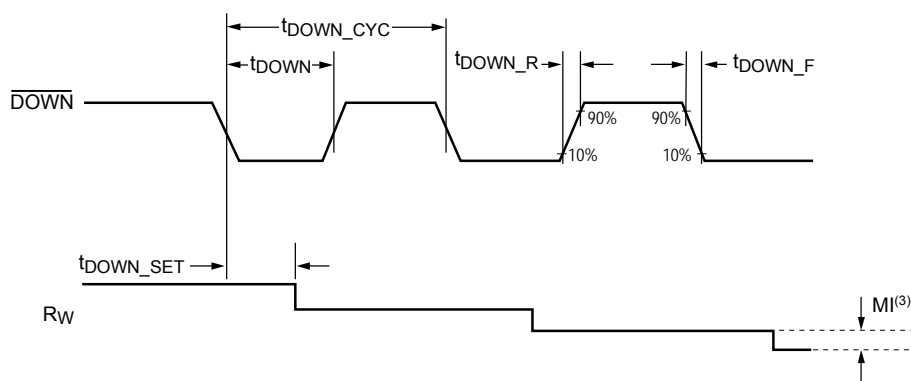 tDOWN_CYC
tDOWN
tDOWN_R
tDOWN_F
DOWN
90%
90%
10%
10%
tDOWN_SET
RW
MI(3)